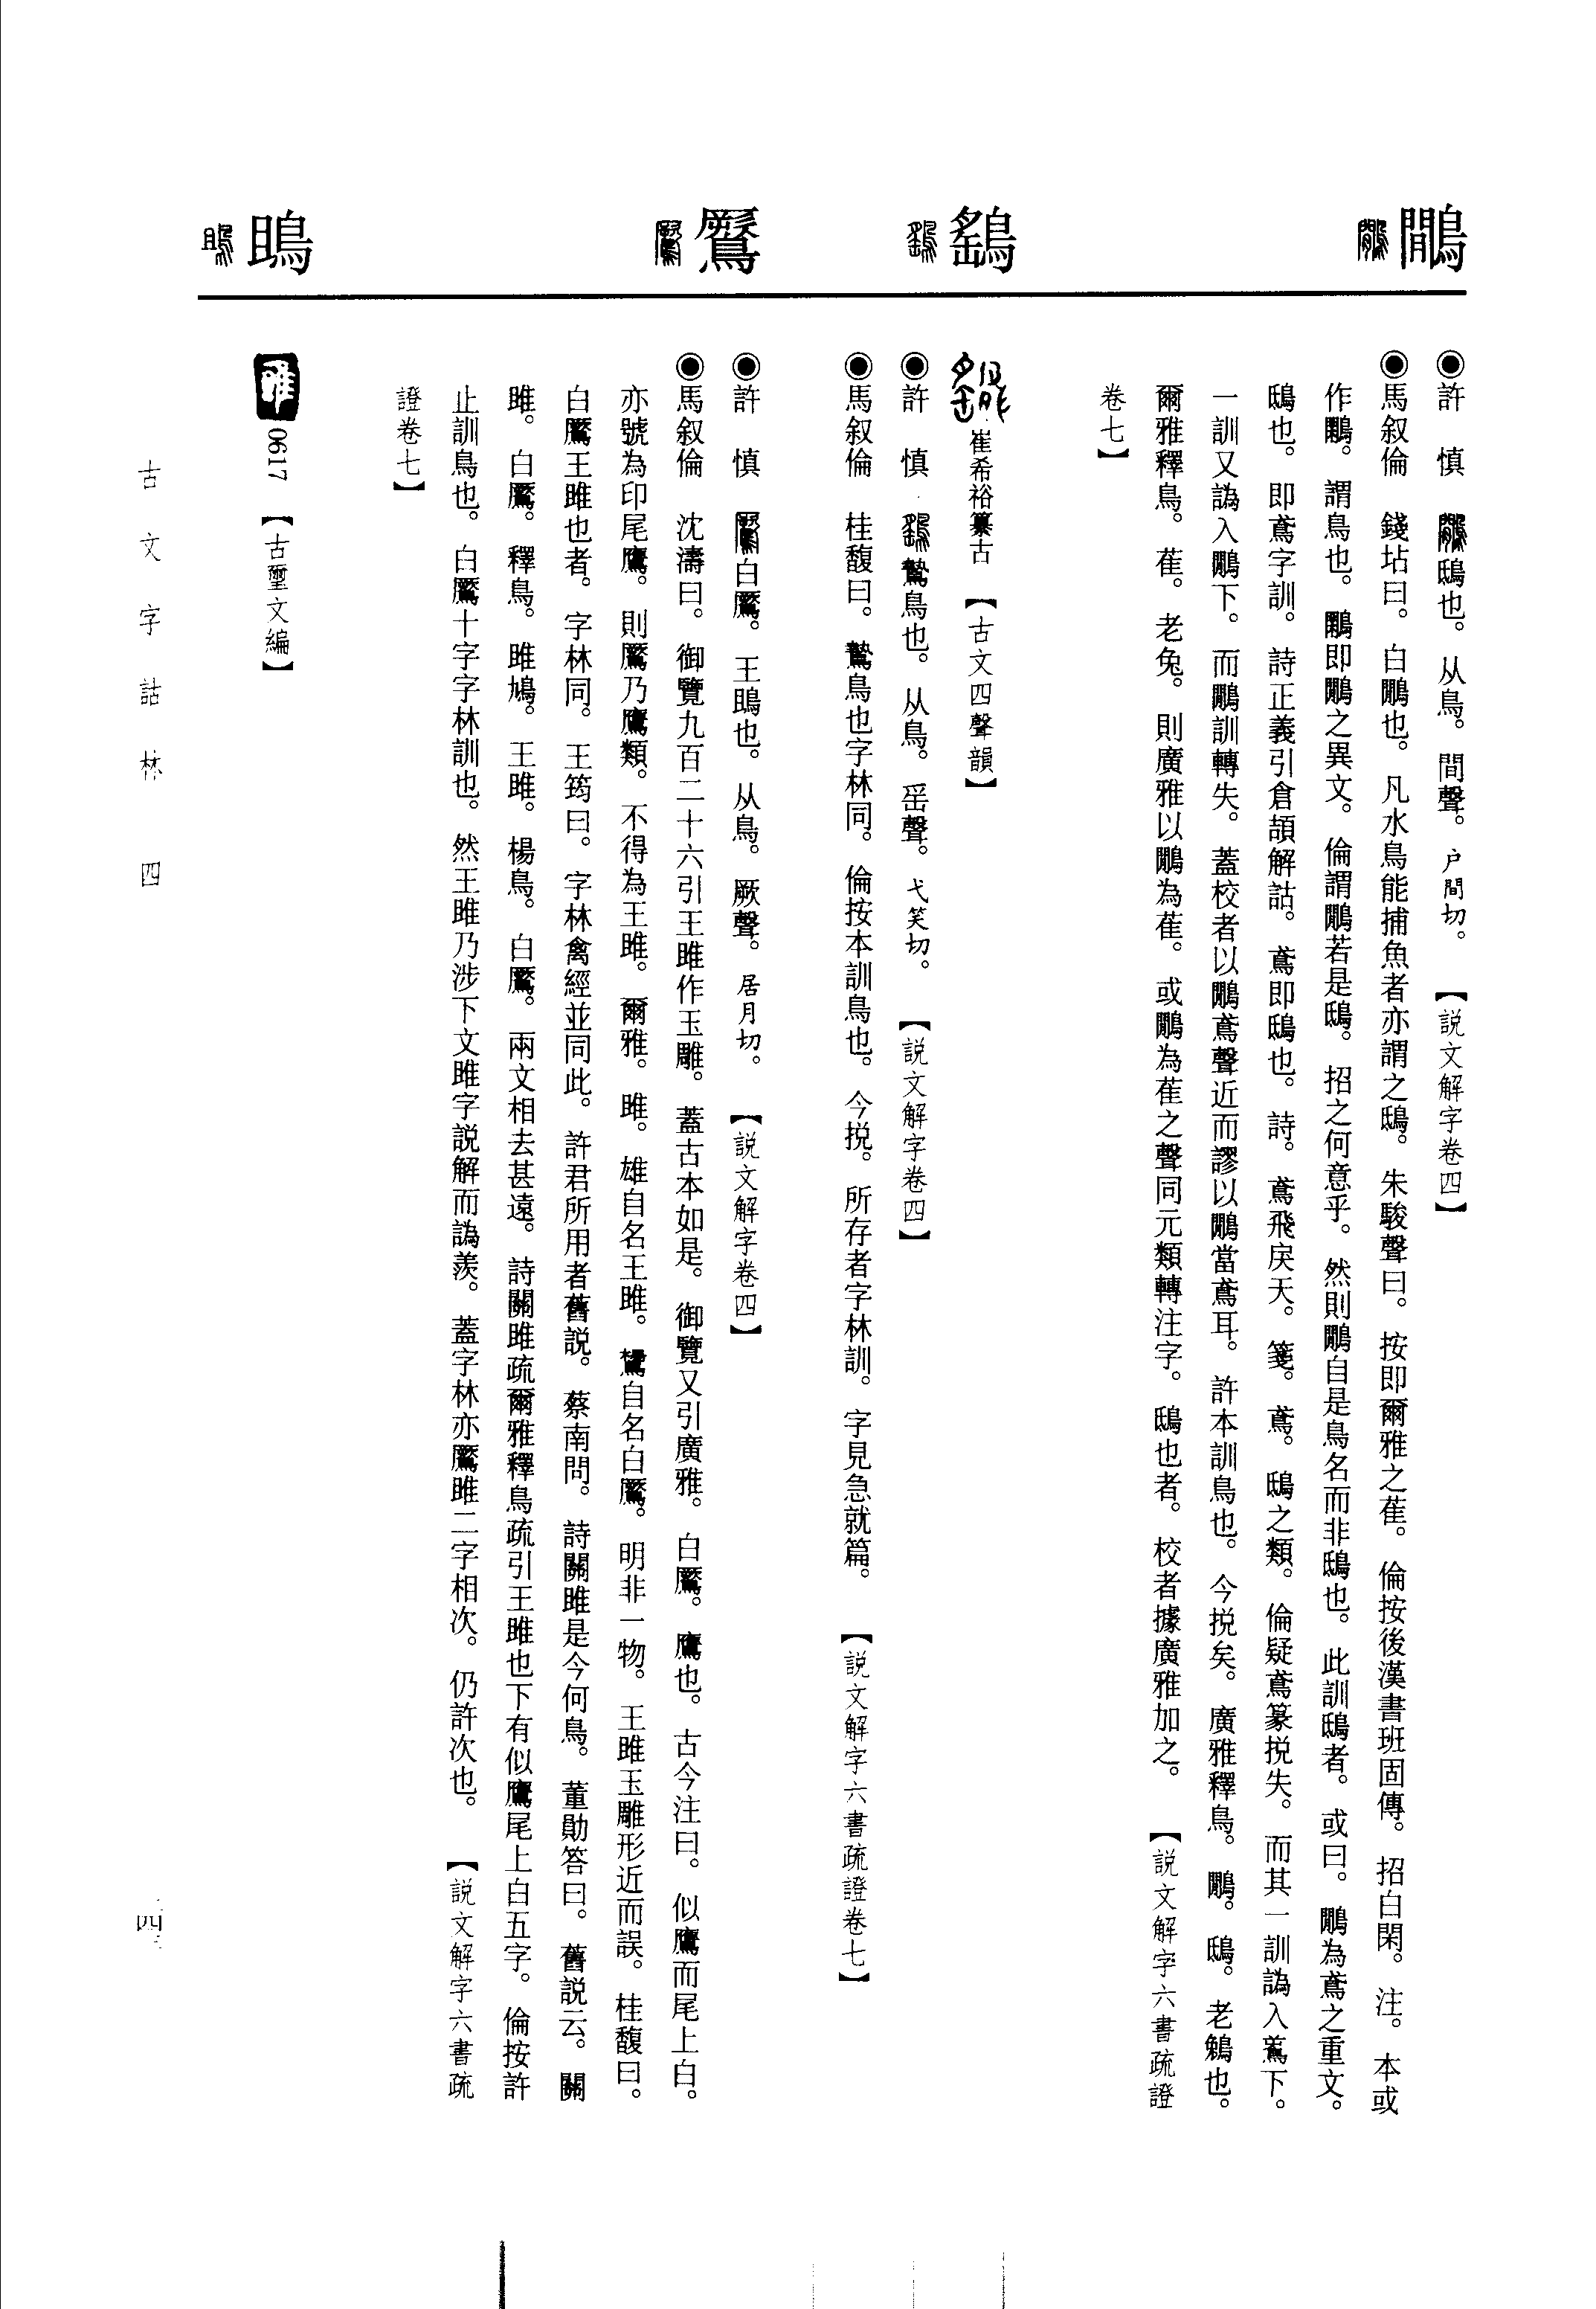 鷳
◉許　慎　鷳鴟也。从鳥。閒聲。户閒切。【説文解字卷四】
◉馬叙倫　錢坫曰。白鷳也。凡水鳥能捕魚者亦謂之鴟。朱駿聲曰。按即爾雅之萑。倫按後漢書班固傳。招白閑。注。本或
作鷳。謂鳥也。鷳即鷳之異文。倫謂鷳若是鴟。招之何意乎。然則鷳自是鳥名而非鴟也。此訓鴟者。或曰。鷳為鳶之重文。
鴟也。即鳶字訓。詩正義引倉頡解詁。鳶即鴟也。詩。鳶飛戾天。箋。鳶。鴟之類。倫疑鳶篆捝失。而其一訓譌入䳒下。
一訓又譌入鷳下。而鷳訓轉失。蓋校者以鷳鳶聲近而謬以鷳當鳶耳。許本訓鳥也。今捝矣。廣雅釋鳥。鷳。鴟。老鵵也。
爾雅釋鳥。萑。老兔。則廣雅以鷳為萑。或鷳為萑之聲同元類轉注字。鴟也者。校者據廣雅加之。【説文解字六書疏證
卷七】
鷂
崔希裕纂古【古文四聲韻】
◉許　慎　鷂鷙鳥也。从鳥。䍃聲。弋笑切。【説文解字卷四】
◉馬叙倫　桂馥曰。鷙鳥也字林同。倫按本訓鳥也。今捝。所存者字林訓。字見急就篇。【説文解字六書疏證卷七】
鷢
◉許　慎　鷢白鷢。王鴡也。从鳥。厥聲。居月切。【説文解字卷四】
◉馬叙倫　沈濤曰。御覽九百二十六引王雎作玉雕。蓋古本如是。御覽又引廣雅。白鷢。鷹也。古今注曰。似鷹而尾上白。
亦號為印尾鷹。則鷢乃鷹類。不得為王雎。爾雅。雎。雄自名王雎。鸉自名白鷢。明非一物。王雎玉雕形近而誤。桂馥曰。
白鷢王雎也者。字林同。王筠曰。字林禽經並同此。許君所用者舊説。蔡南問。詩關雎是今何鳥。董勛答曰。舊説云。關
雎。白鷢。釋鳥。雎鳩。王雎。楊鳥。白鷢。兩文相去甚遠。詩關雎疏爾雅釋鳥疏引王雎也下有似鷹尾上白五字。倫按許
止訓鳥也。白鷢十字字林訓也。然王雎乃涉下文雎字説解而譌羨。蓋字林亦鷢雎二字相次。仍許次也。【説文解字六書疏
證卷七】
鴡
0617【古璽文編】
古文字詁林　四